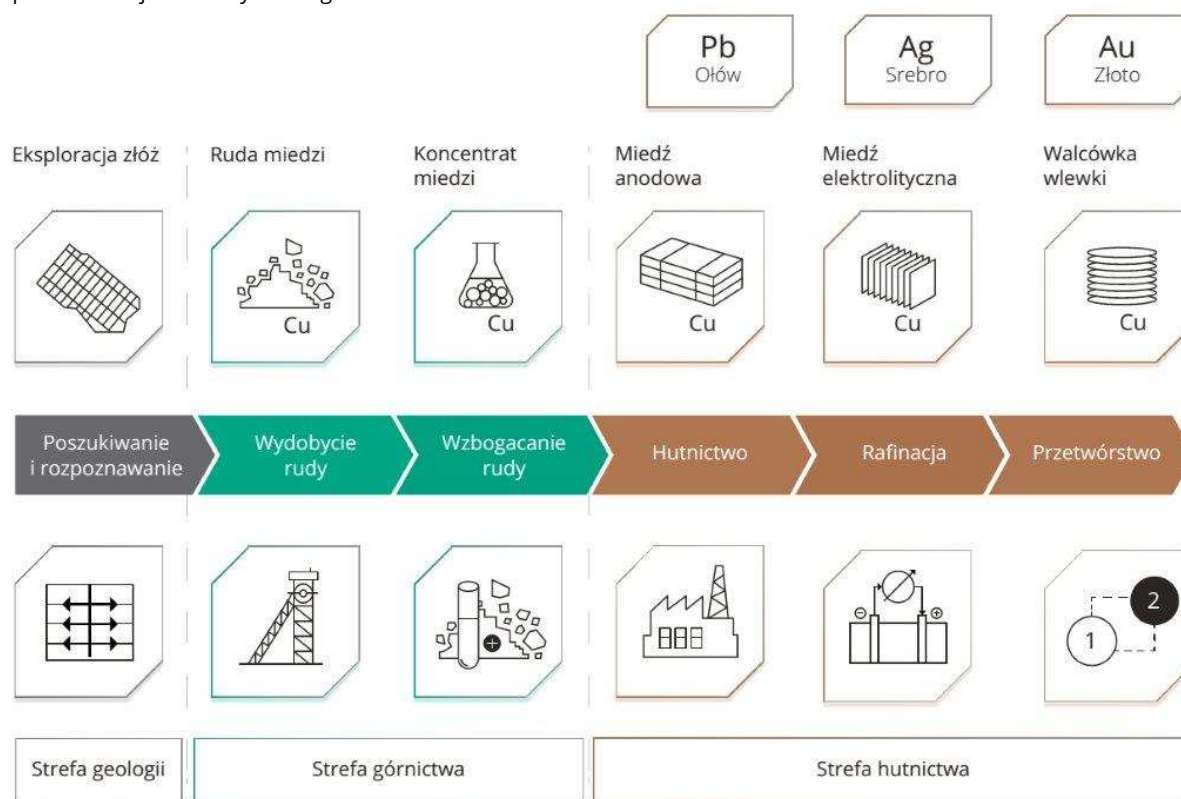 Pb
Ołów
Ag
Srebro
Au
Złoto
Eksploracja złóż
Ruda miedzi
Koncentrat
miedzi
Miedź
anodowa
Miedź
elektrolityczna
Walcówka
wlewki
Cu
Cu
Cu
Cu
Cu
Poszukiwanie
i rozpoznawanie
Wydobycie
rudy
Wzbogacanie
rudy
Hutnictwo
Rafinacja
Przetwórstwo
1
2
Strefa geologii
Strefa górnictwa
Strefa hutnictwa